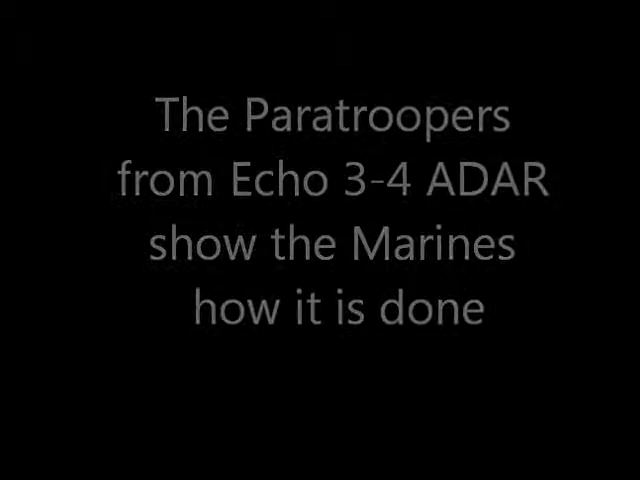 The Paratroopers
from Echo 3-4 ADAR
show the Marines
how it is done